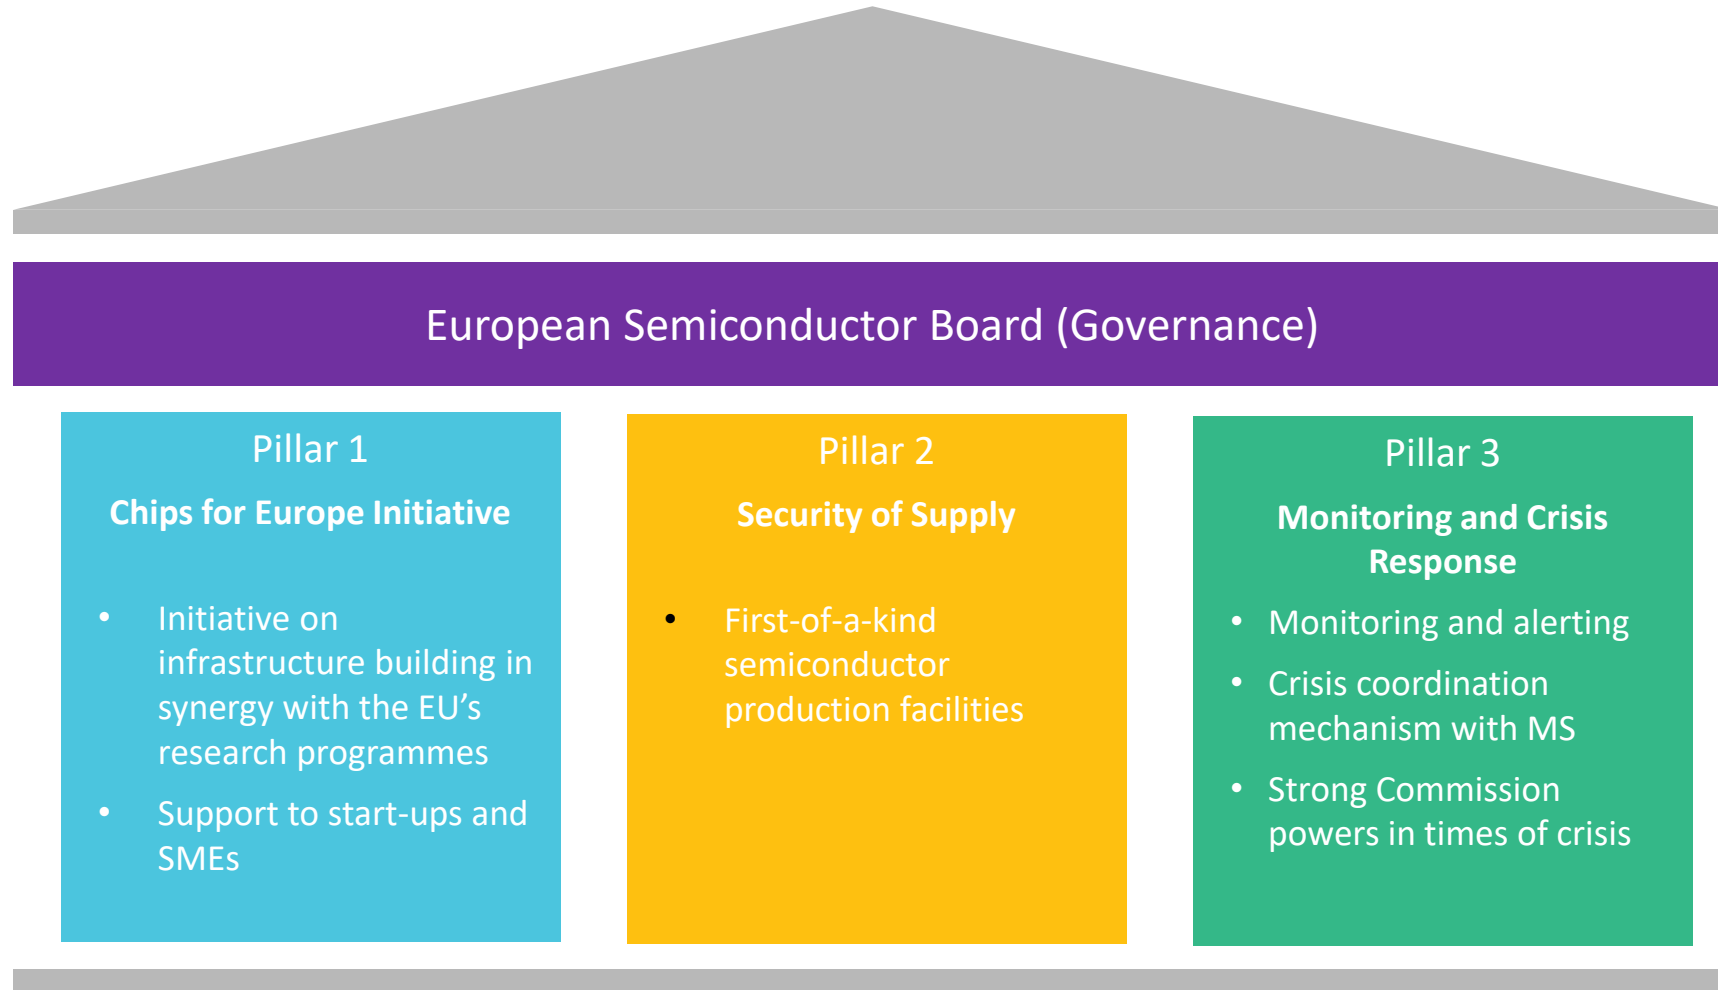 European Semiconductor Board (Governance)
Pillar 1
Chips for Europe Initiative
• Initiative on
infrastructure building in
synergy with the EU’s
research programmes
• Support to start-ups and
SMEs
Pillar 2
Security of Supply
• First-of-a-kind
semiconductor
production facilities
Pillar 3
Monitoring and Crisis
Response
• Monitoring and alerting
• Crisis coordination
mechanism with MS
• Strong Commission
powers in times of crisis